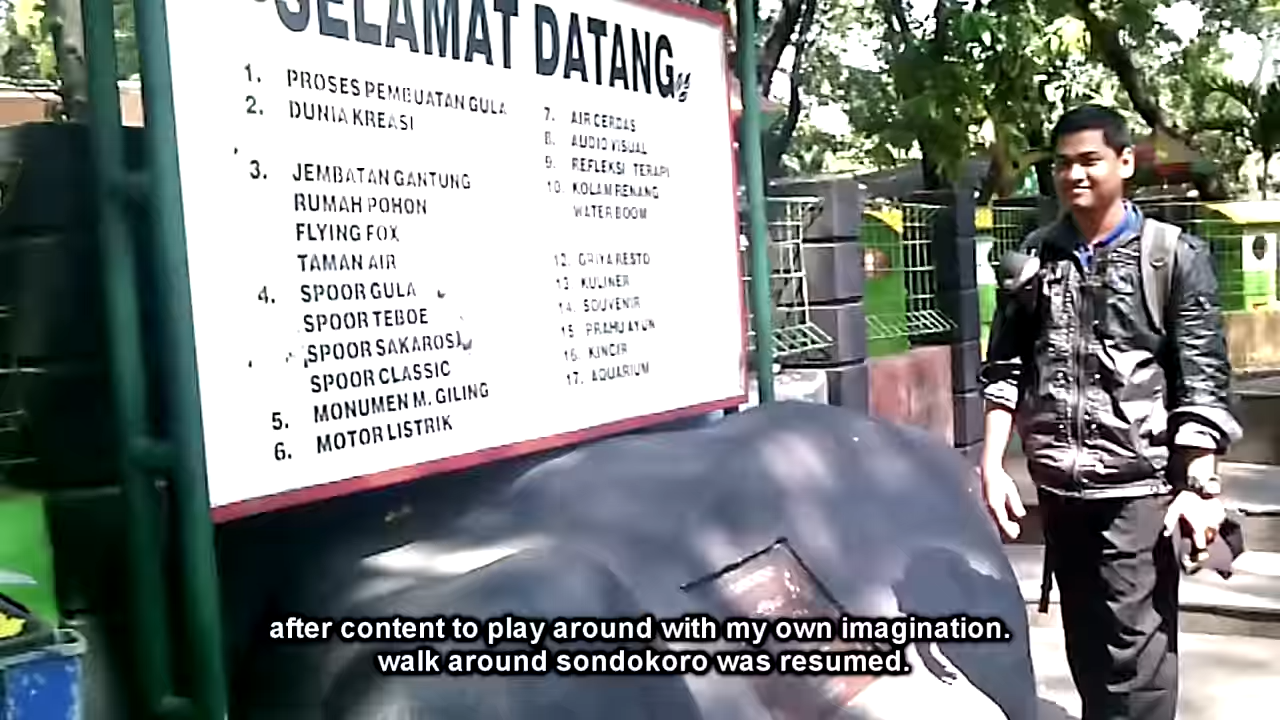 SELAMAT DATANG
1. PROSES PEMBUATAN GULA
2. DUNIA KREASI
3. JEMBATAN GANTUNG
RUMAH POHON
FLYING FOX
TAMAN AIR
4. SPOOR GULA
SPOOR TEBOE
SPOOR SAKAROSA
SPOOR CLASSIC
5. MONUMEN M. GILING
6. MOTOR LISTRIK
7. AIR CERDAS
8. AUDIO VISUAL
9. REFLEKSI TERAPI
10. KOLAM RENANG
WATER BOOM
12. GRIYA RESTO
13. KULINER
14. SOUVENIR
15. PRAHU AYUN
16. KINCIR
17. AQUARIUM
after content to play around with my own imagination.
walk around sondokoro was resumed.